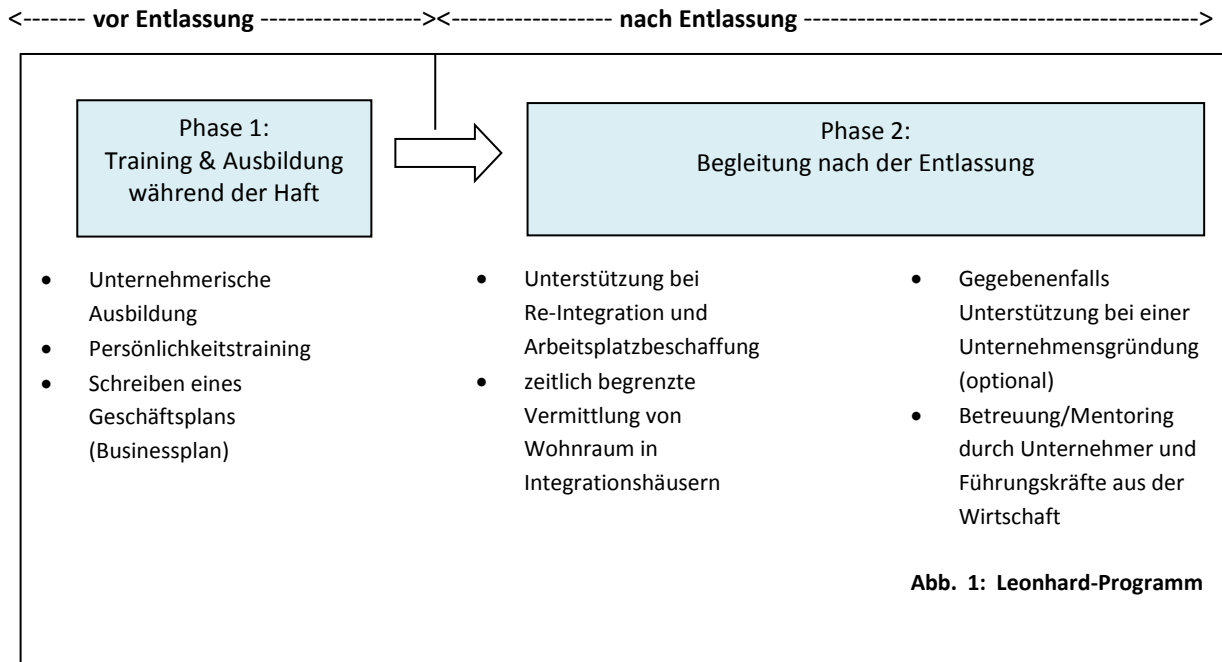 <------- vor Entlassung ------------------><----------------- nach Entlassung ------------------------------------------>
Phase 1:
Training & Ausbildung
während der Haft
Phase 2:
Begleitung nach der Entlassung
• Unternehmerische
Ausbildung
• Persönlichkeitstraining
• Schreiben eines
Geschäftsplans
(Businessplan)
• Unterstützung bei
Re-Integration und
Arbeitsplatzbeschaffung
• zeitlich begrenzte
Vermittlung von
Wohnraum in
Integrationshäusern
• Gegebenenfalls
Unterstützung bei einer
Unternehmensgründung
(optional)
• Betreuung/Mentoring
durch Unternehmer und
Führungskräfte aus der
Wirtschaft
Abb. 1: Leonhard-Programm